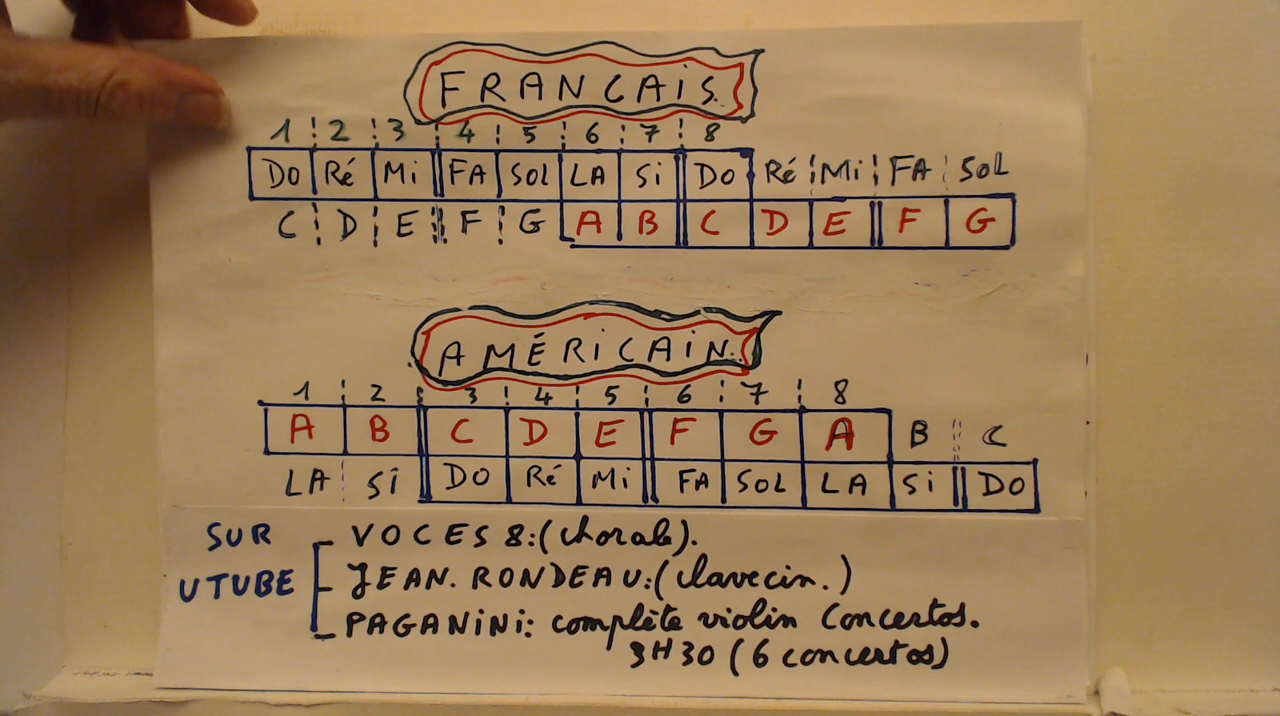 FRANCAIS.
1 2 3 4 5 6 7 8
DO Ré Mi FA SOL LA Si DO Ré Mi FA SOL
C D E F G A B C D E F G
AMÉRICAIN.
1 2 3 4 5 6 7 8
A B C D E F G A B C
LA Si DO Ré Mi FA SOL LA Si DO
SUR UTUBE
VOCES 8:(chorale).
JEAN. RONDEAU:(clavecin.)
PAGANINI: complète violin Concertos.
3H30 (6 concertos)